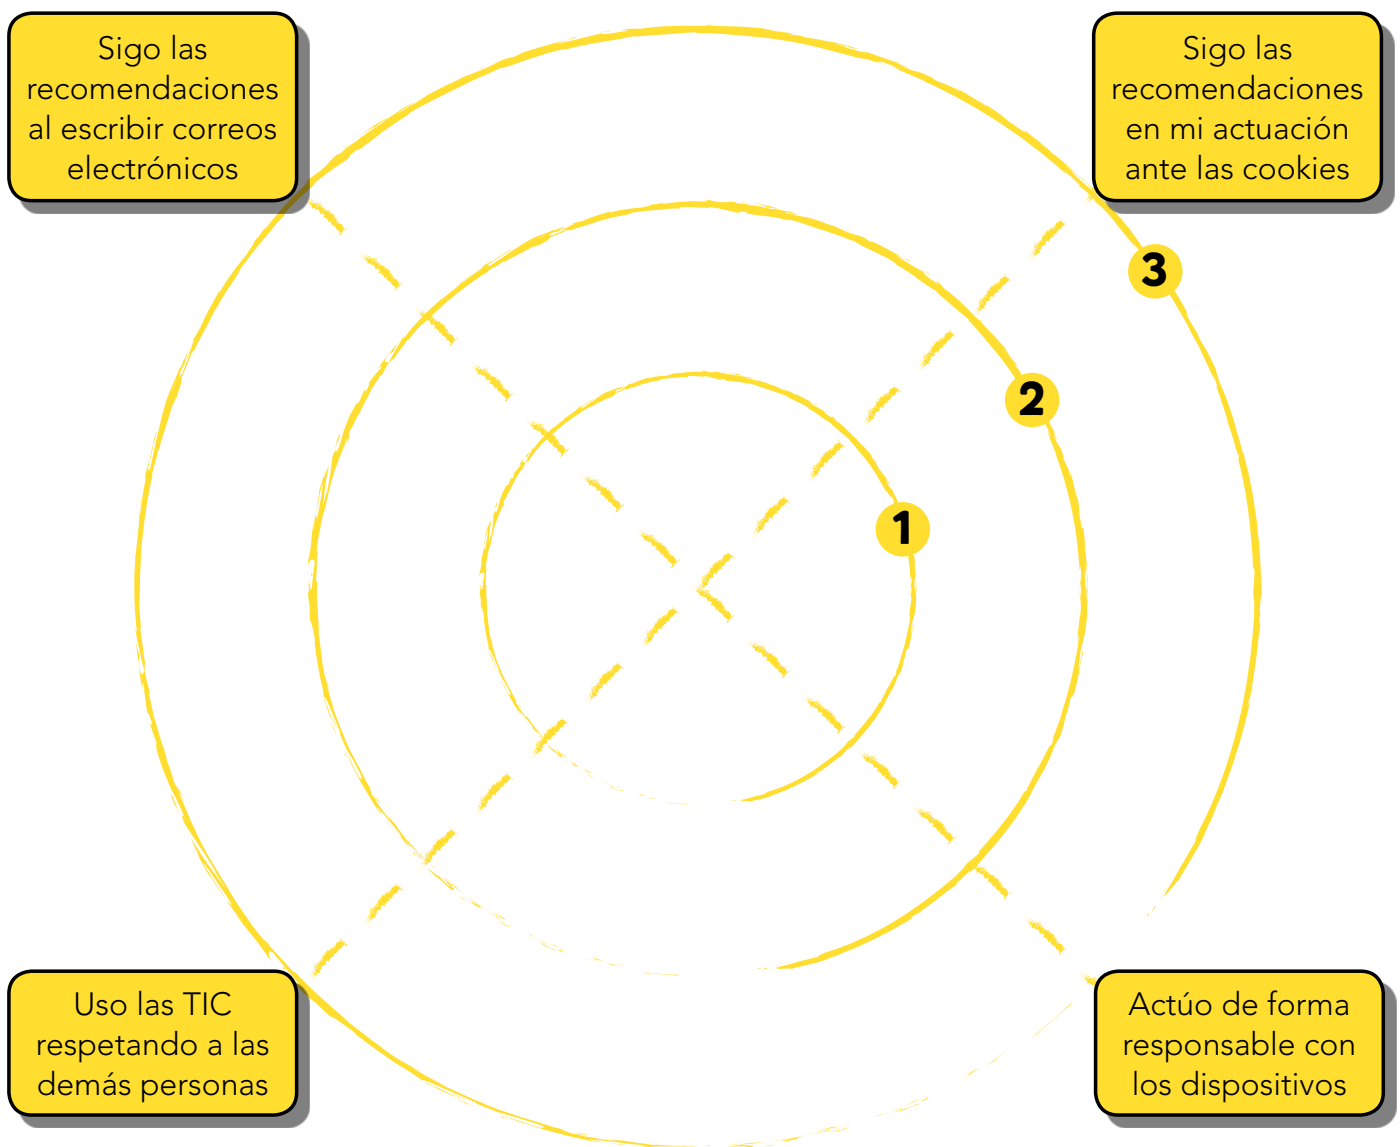 Sigo las
recomendaciones
al escribir correos
electrónicos
Sigo las
recomendaciones
en mi actuación
ante las cookies
3
2
1
Uso las TIC
respetando a las
demás personas
Actúo de forma
responsable con
los dispositivos